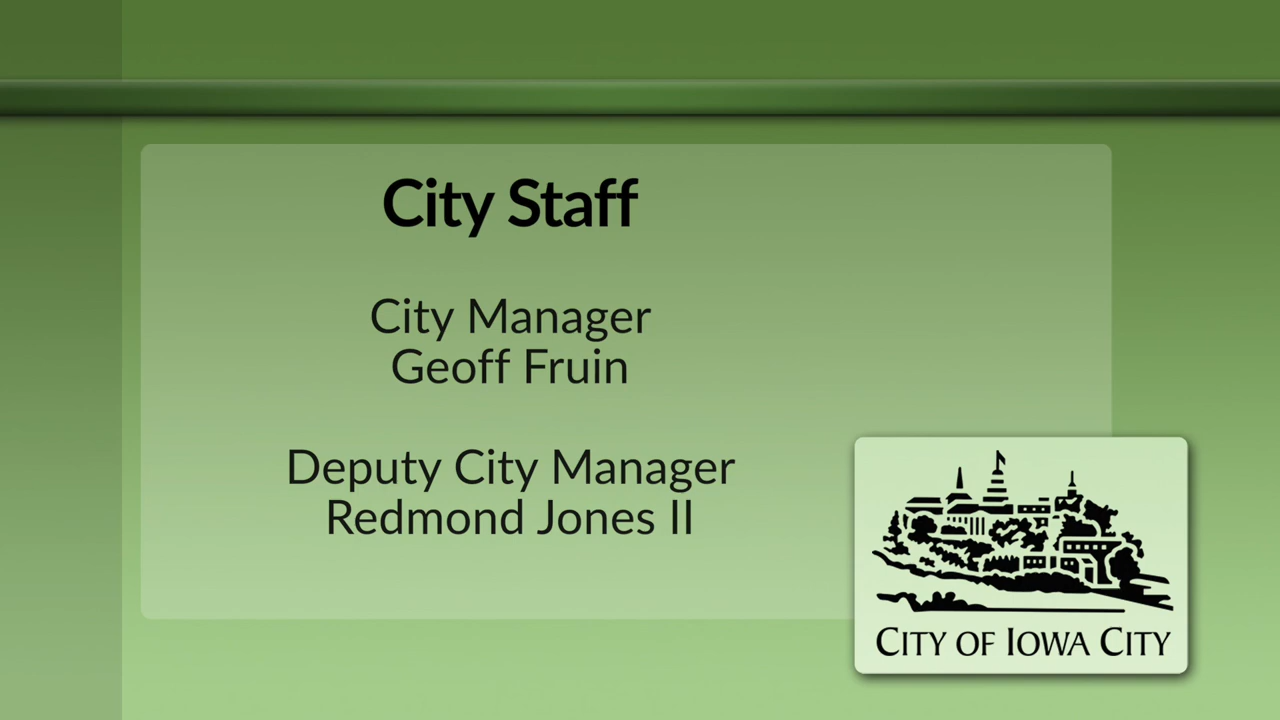 City Staff
City Manager
Geoff Fruin
Deputy City Manager
Redmond Jones II
CITY OF IOWA CITY